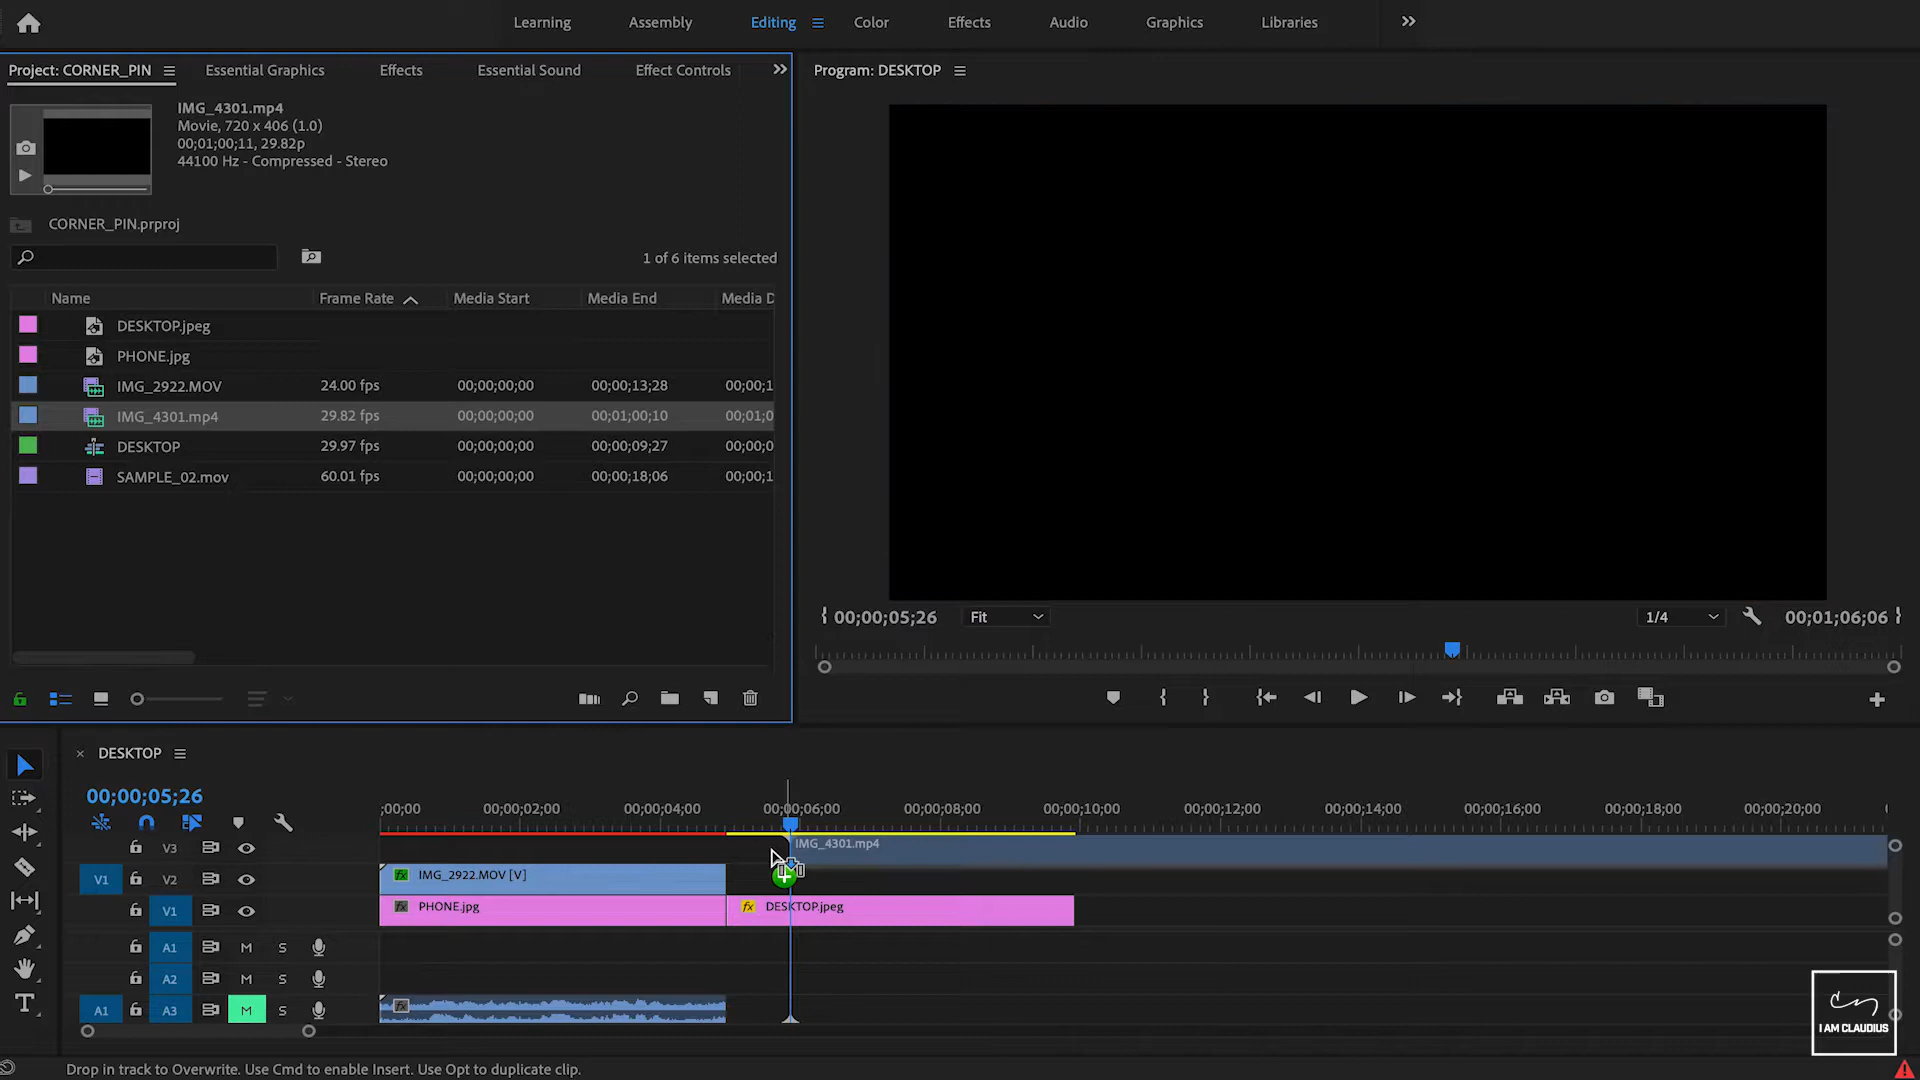 Learning Assembly Editing Color Effects Audio Graphics Libraries
Project: CORNER_PIN Essential Graphics Effects Essential Sound Effect Controls
Program: DESKTOP
IMG_4301.mp4
Movie, 720 x 406 (1.0)
00;01;00;11, 29.82p
44100 Hz - Compressed - Stereo
CORNER_PIN.prproj
1 of 6 items selected
Name Frame Rate Media Start Media End Media D
DESKTOP.jpeg
PHONE.jpg
IMG_2922.MOV 24.00 fps 00;00;00;00 00;00;13;28 00;00;1
IMG_4301.mp4 29.82 fps 00;00;00;00 00;01;00;10 00;01;0
DESKTOP 29.97 fps 00;00;00;00 00;00;09;27 00;00;0
SAMPLE_02.mov 60.01 fps 00;00;00;00 00;00;18;06 00;00;1
00;00;05;26 Fit 1/4 00;01;06;06
DESKTOP
00;00;05;26
;00;00 00;00;02;00 00;00;04;00 00;00;06;00 00;00;08;00 00;00;10;00 00;00;12;00 00;00;14;00 00;00;16;00 00;00;18;00 00;00;20;00
V3 IMG_4301.mp4
V1 V2 fx IMG_2922.MOV [V]
V1 fx PHONE.jpg fx DESKTOP.jpeg
A1 M S
A2 M S
A1 A3 M S fx
I AM CLAUDIUS
Drop in track to Overwrite. Use Cmd to enable Insert. Use Opt to duplicate clip.